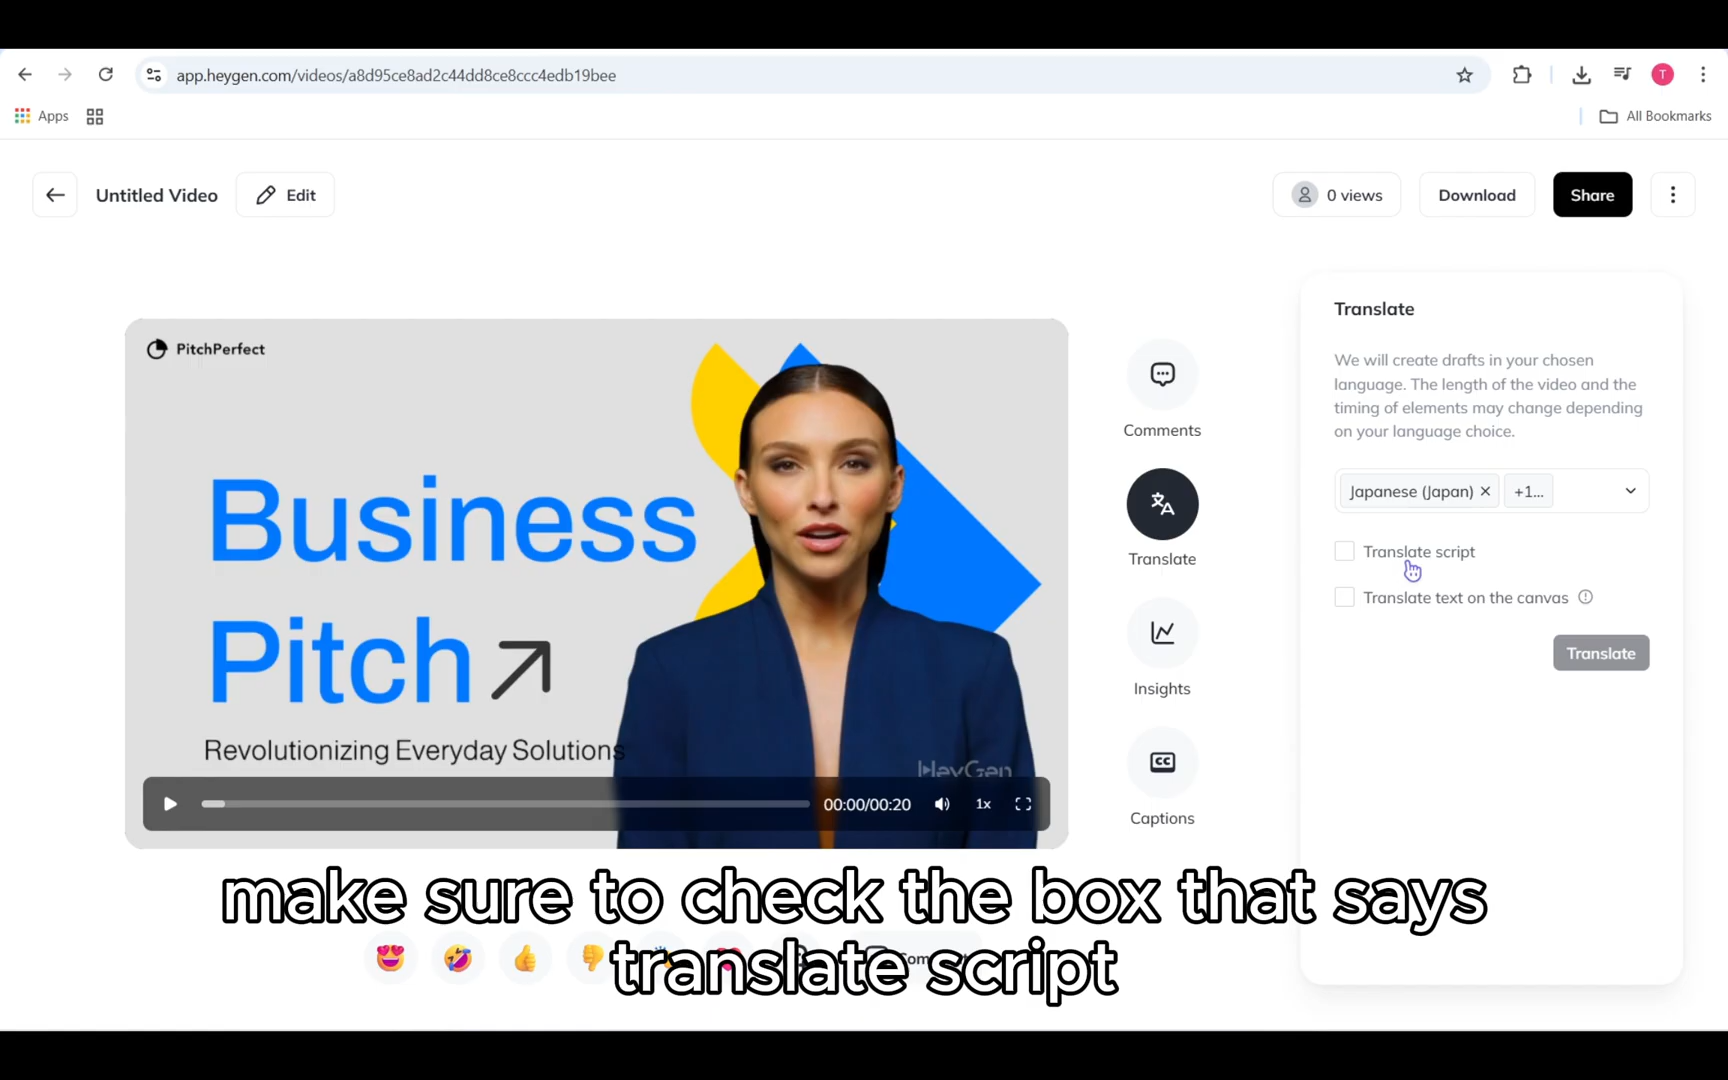 app.heygen.com/videos/a8d95ce8ad2c44dd8ce8ccc4edb19bee
T
Apps
All Bookmarks
Untitled Video
Edit
0 views
Download
Share
PitchPerfect
Business
Pitch
Revolutionizing Everyday Solutions
HeyGen
00:00/00:20
1x
Comments
Translate
Insights
CC
Captions
Translate
We will create drafts in your chosen
language. The length of the video and the
timing of elements may change depending
on your language choice.
Japanese (Japan)
+1...
Translate script
Translate text on the canvas
Translate
make sure to check the box that says
translate script